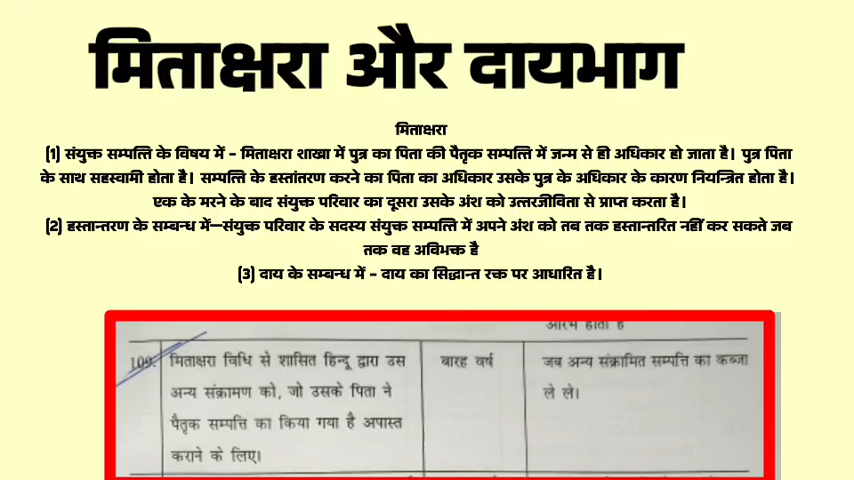 मिताक्षरा और दायभाग
मिताक्षरा
(1) संयुक्त सम्पत्ति के विषय में - मिताक्षरा शाखा में पुत्र का पिता की पैतृक सम्पत्ति में जन्म से ही अधिकार हो जाता है। पुत्र पिता
के साथ सहस्वामी होता है। सम्पत्ति के हस्तांतरण करने का पिता का अधिकार उसके पुत्र के अधिकार के कारण नियन्त्रित होता है।
एक के मरने के बाद संयुक्त परिवार का दूसरा उसके अंश को उत्तरजीविता से प्राप्त करता है।
(2) हस्तान्तरण के सम्बन्ध में—संयुक्त परिवार के सदस्य संयुक्त सम्पत्ति में अपने अंश को तब तक हस्तान्तरित नहीं कर सकते जब
तक वह अविभक्त है
(3) दाय के सम्बन्ध में - दाय का सिद्धान्त रक्त पर आधारित है।
आरंभ होता है
109. मिताक्षरा विधि से शासित हिन्दू द्वारा उस बारह वर्ष जब अन्य संक्रामित सम्पत्ति का कब्जा
अन्य संक्रामण को, जो उसके पिता ने ले ले।
पैतृक सम्पत्ति का किया गया है अपास्त
कराने के लिए।